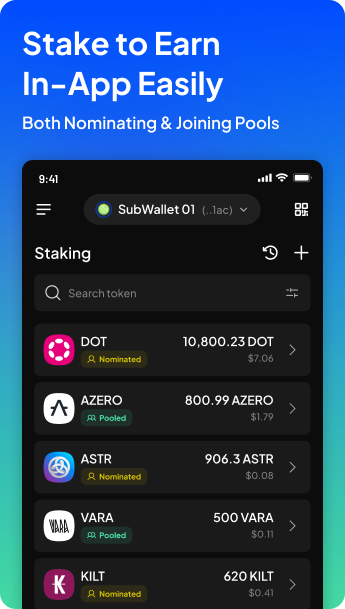 Stake to Earn
In-App Easily
Both Nominating & Joining Pools
9:41
SubWallet 01 (..1ac)
Staking
Search token
DOT 10,800.23 DOT
Nominated $7.06
AZERO 800.99 AZERO
Pooled $1.79
ASTR 906.3 ASTR
Nominated $0.08
VARA VARA 500 VARA
Pooled $0.11
KILT 620 KILT
Nominated $0.41